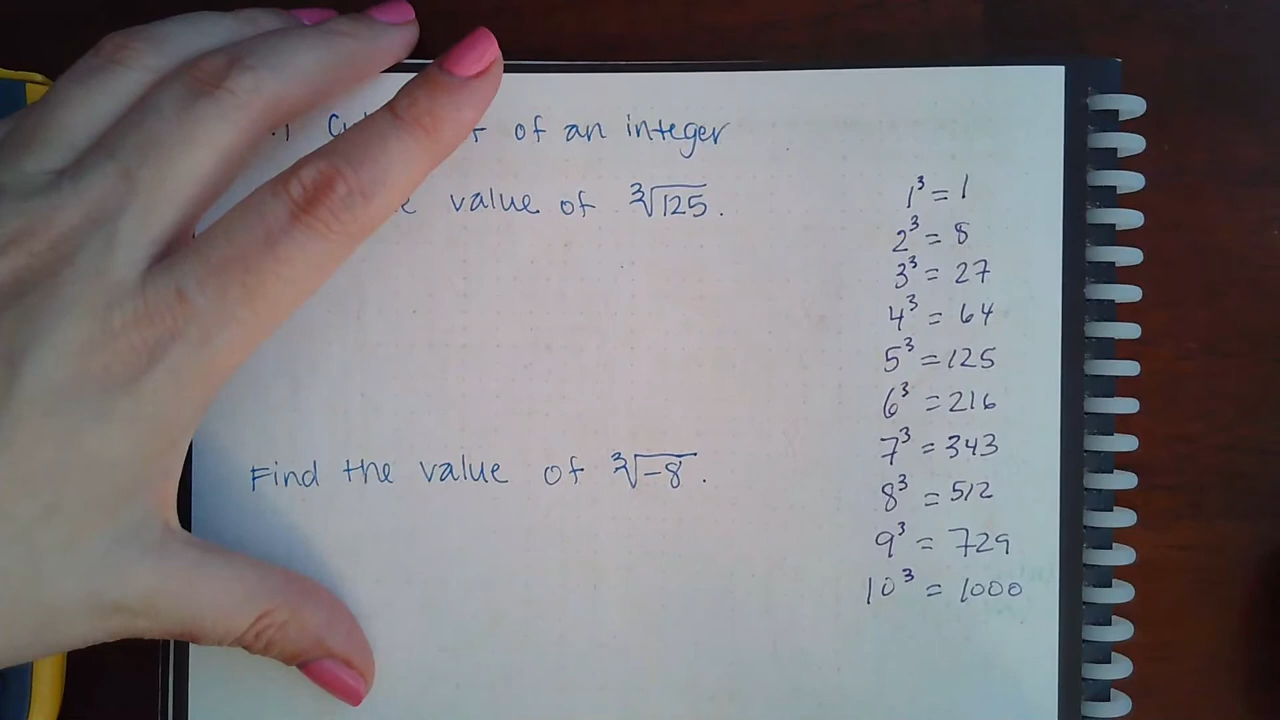 of an integer
value of ∛125.
1³ = 1
2³ = 8
3³ = 27
4³ = 64
5³ = 125
6³ = 216
7³ = 343
8³ = 512
9³ = 729
10³ = 1000
Find the value of ∛-8.